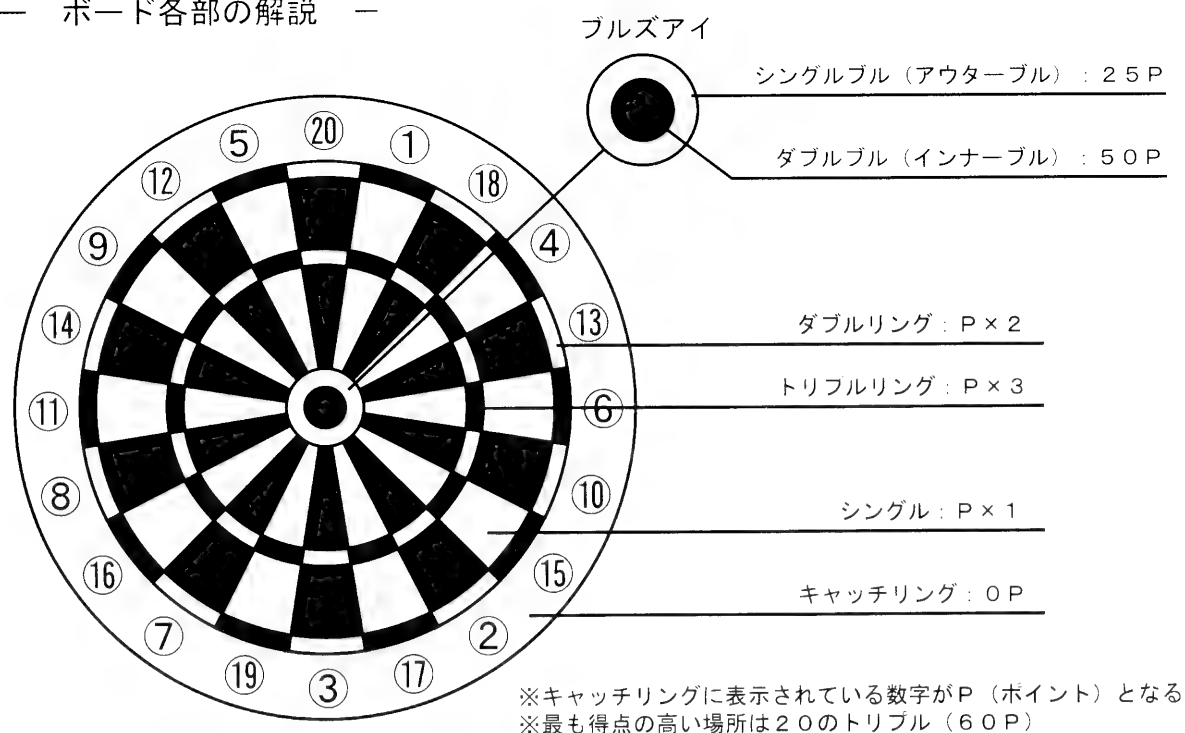 — ボード各部の解説 —
ブルズアイ
シングルブル（アウターブル）：２５Ｐ
ダブルブル（インナーブル）：５０Ｐ
ダブルリング：Ｐ×２
トリプルリング：Ｐ×３
シングル：Ｐ×１
キャッチリング：０Ｐ
⑳
①
⑱
④
⑬
⑥
⑩
⑮
②
⑰
③
⑲
⑦
⑯
⑧
⑪
⑭
⑨
⑫
⑤
※キャッチリングに表示されている数字がＰ（ポイント）となる
※最も得点の高い場所は２０のトリプル（６０Ｐ）